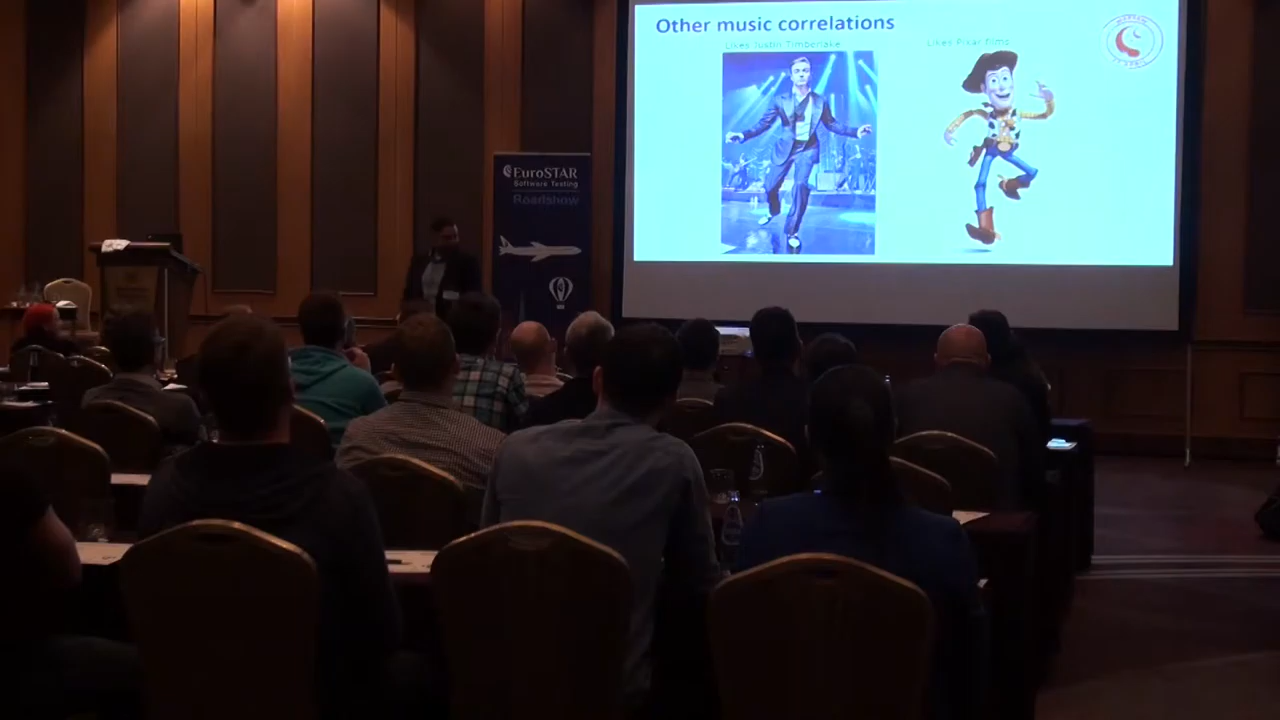 Other music correlations
Likes Justin Timberlake
Likes Pixar films
EuroSTAR
Software Testing
Roadshow